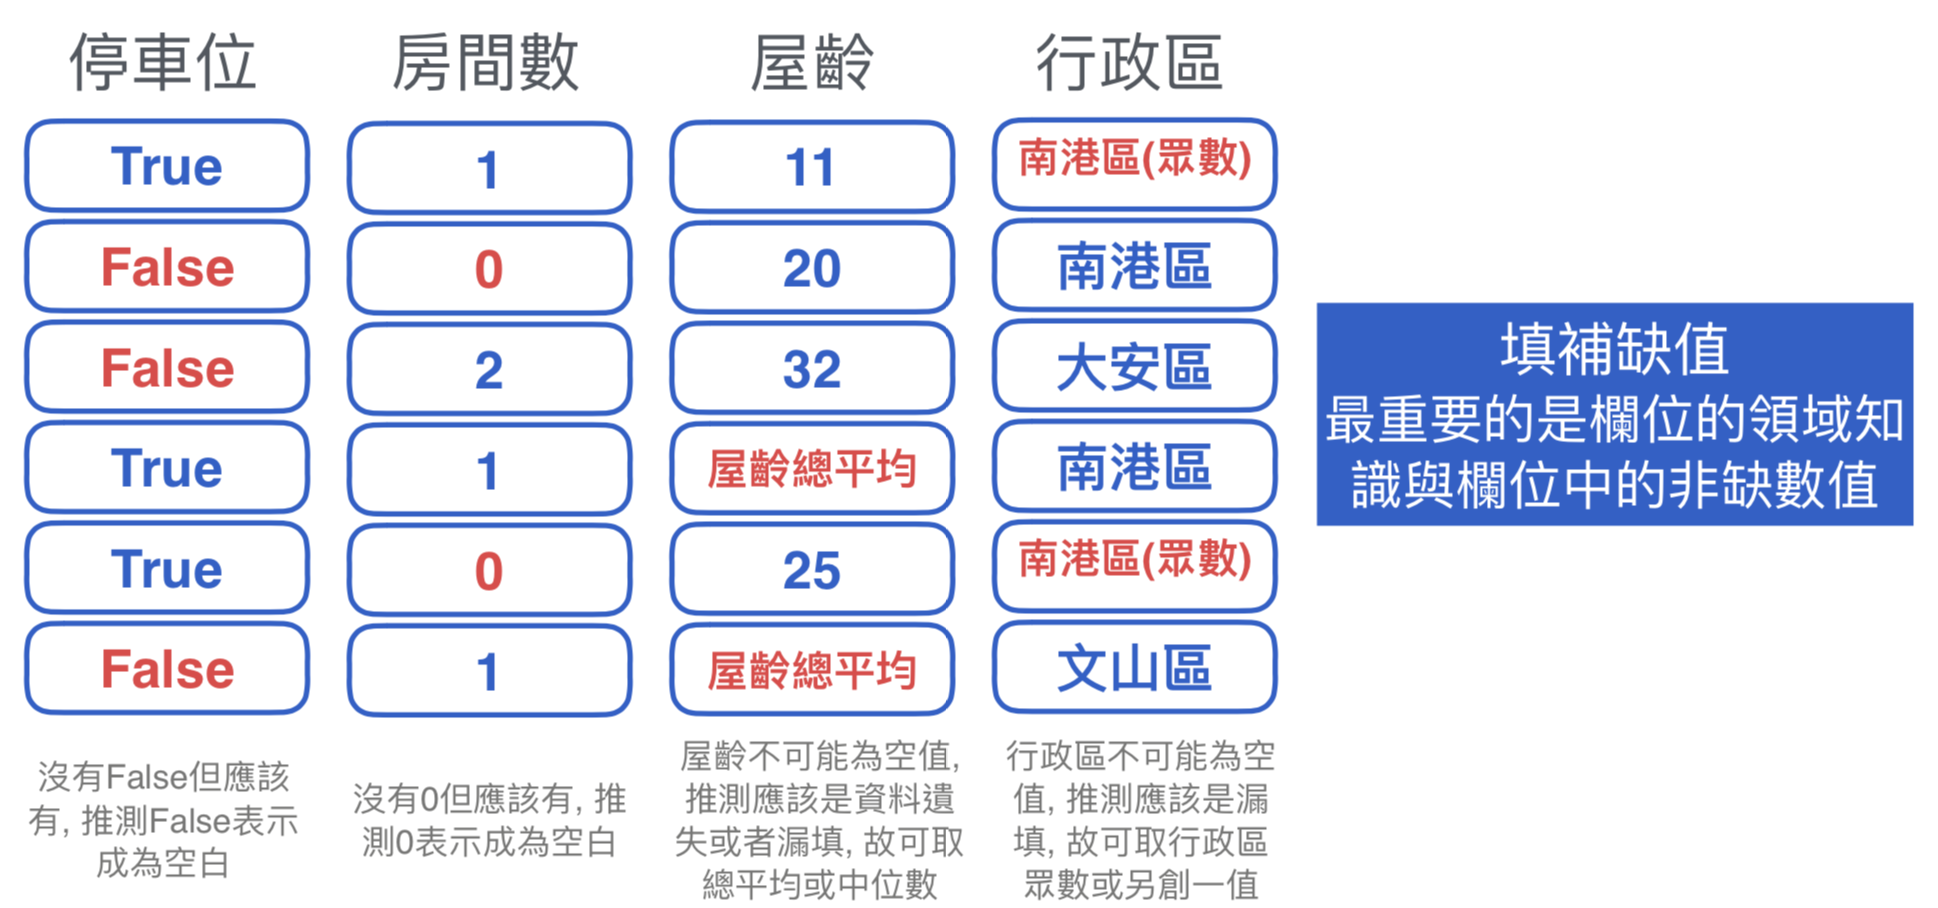 停車位 房間數 屋齡 行政區
True 1 11 南港區(眾數)
False 0 20 南港區
False 2 32 大安區
True 1 屋齡總平均 南港區
True 0 25 南港區(眾數)
False 1 屋齡總平均 文山區
沒有False但應該
有, 推測False表示
成為空白
沒有0但應該有, 推
測0表示成為空白
屋齡不可能為空值,
推測應該是資料遺
失或者漏填, 故可取
總平均或中位數
行政區不可能為空
值, 推測應該是漏
填, 故可取行政區
眾數或另創一值
填補缺值
最重要的是欄位的領域知
識與欄位中的非缺數值